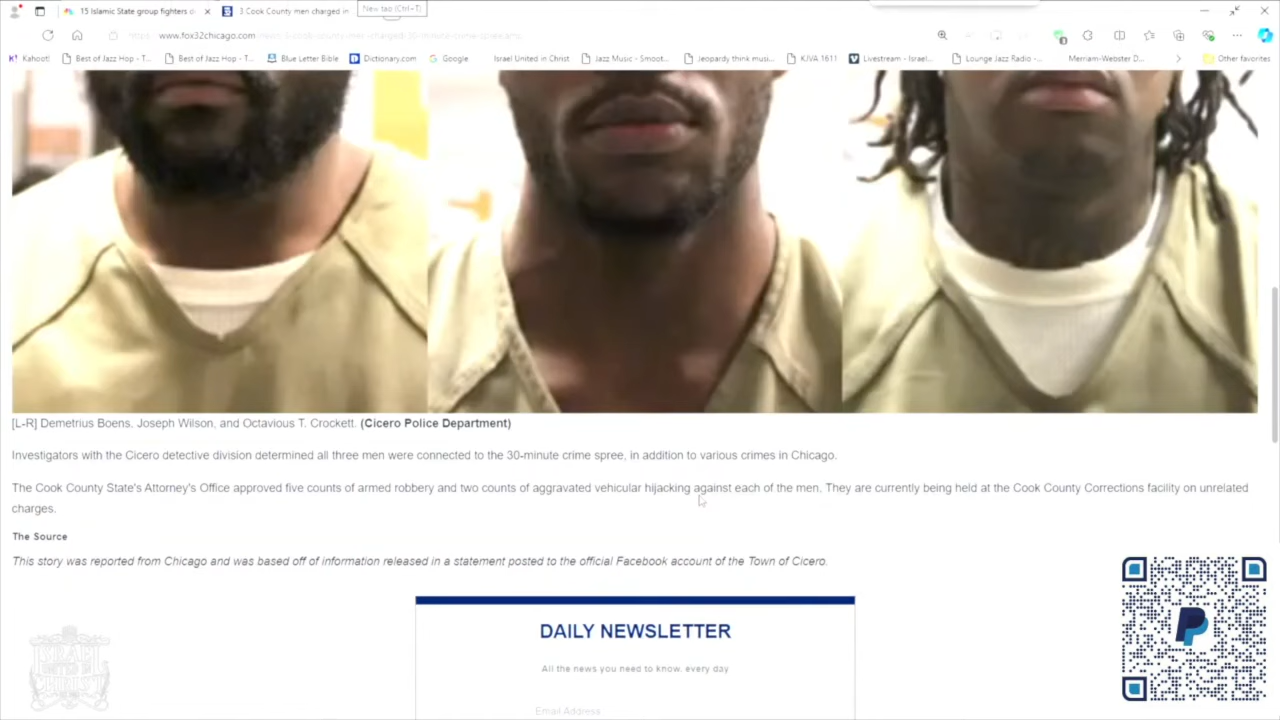 15 Islamic State group fighters d
3 Cook County men charged in
New tab (Ctrl+T)
www.fox32chicago.com
Kahoot!
Best of Jazz Hop - T...
Best of Jazz Hop - T...
Blue Letter Bible
Dictionary.com
Google
Israel United in Christ
Jazz Music - Smoot...
Jeopardy think musi...
KJVA 1611
Livestream - Israel...
Lounge Jazz Radio -...
Merriam-Webster D...
Other favorites
[L-R] Demetrius Boens, Joseph Wilson, and Octavious T. Crockett. (Cicero Police Department)
Investigators with the Cicero detective division determined all three men were connected to the 30-minute crime spree, in addition to various crimes in Chicago.
The Cook County State's Attorney's Office approved five counts of armed robbery and two counts of aggravated vehicular hijacking against each of the men. They are currently being held at the Cook County Corrections facility on unrelated
charges.
The Source
This story was reported from Chicago and was based off of information released in a statement posted to the official Facebook account of the Town of Cicero.
DAILY NEWSLETTER
All the news you need to know, every day
Email Address
ISRAEL
UNITED IN
CHRIST